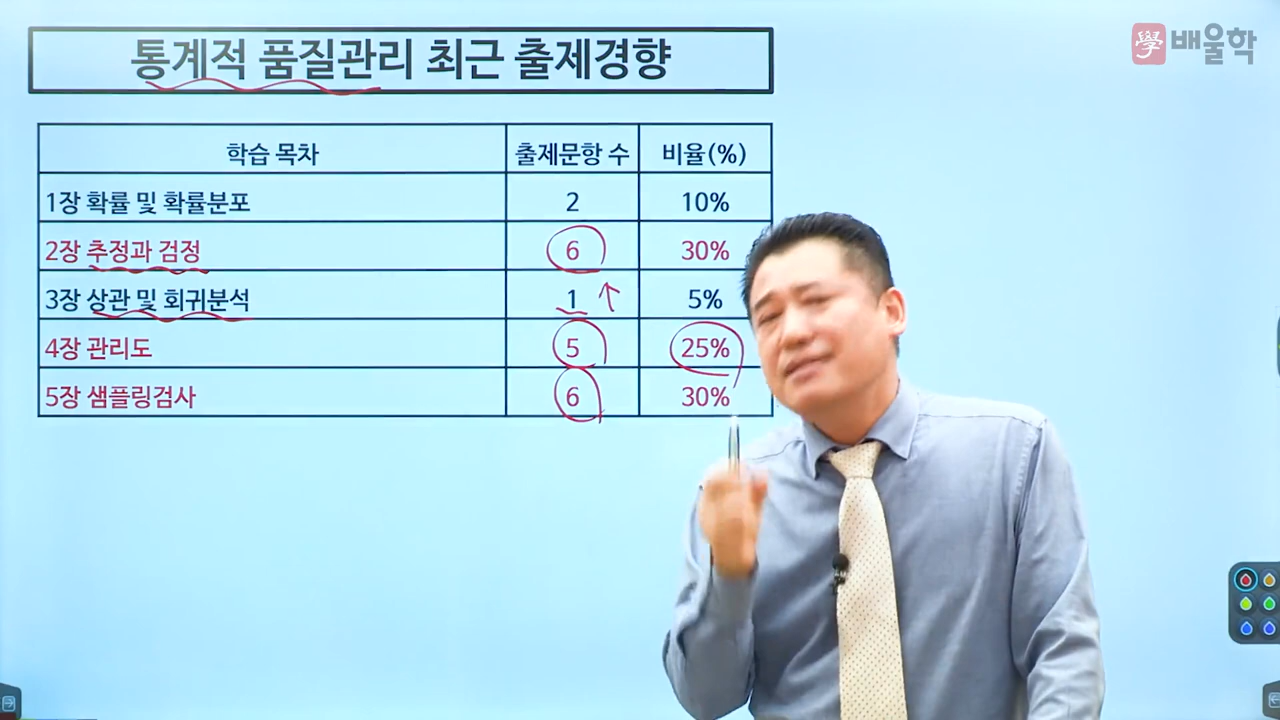 통계적 품질관리 최근 출제경향
學 배울학
학습 목차 출제문항 수 비율(%)
1장 확률 및 확률분포 2 10%
2장 추정과 검정 6 30%
3장 상관 및 회귀분석 1 5%
4장 관리도 5 25%
5장 샘플링검사 6 30%